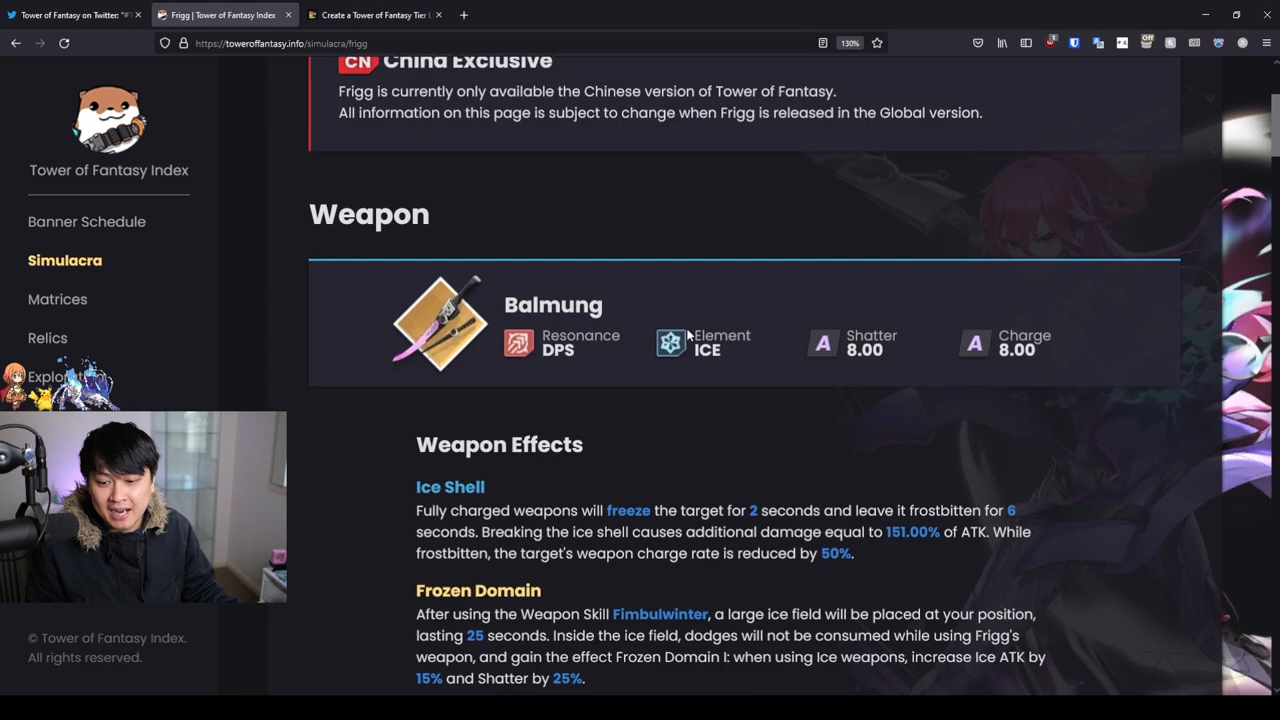 Tower of Fantasy on Twitter: "#T
Frigg | Tower of Fantasy Index
Create a Tower of Fantasy Tier L
https://toweroffantasy.info/simulacra/frigg
130%
1
Off
Tower of Fantasy Index
Banner Schedule
Simulacra
Matrices
Relics
© Tower of Fantasy Index.
All rights reserved.
CN China Exclusive
Frigg is currently only available the Chinese version of Tower of Fantasy.
All information on this page is subject to change when Frigg is released in the Global version.
Weapon
Balmung
Resonance
DPS
Element
ICE
A
Shatter
8.00
A
Charge
8.00
Weapon Effects
Ice Shell
Fully charged weapons will freeze the target for 2 seconds and leave it frostbitten for 6
seconds. Breaking the ice shell causes additional damage equal to 151.00% of ATK. While
frostbitten, the target's weapon charge rate is reduced by 50%.
Frozen Domain
After using the Weapon Skill Fimbulwinter, a large ice field will be placed at your position,
lasting 25 seconds. Inside the ice field, dodges will not be consumed while using Frigg's
weapon, and gain the effect Frozen Domain I: when using Ice weapons, increase Ice ATK by
15% and Shatter by 25%.